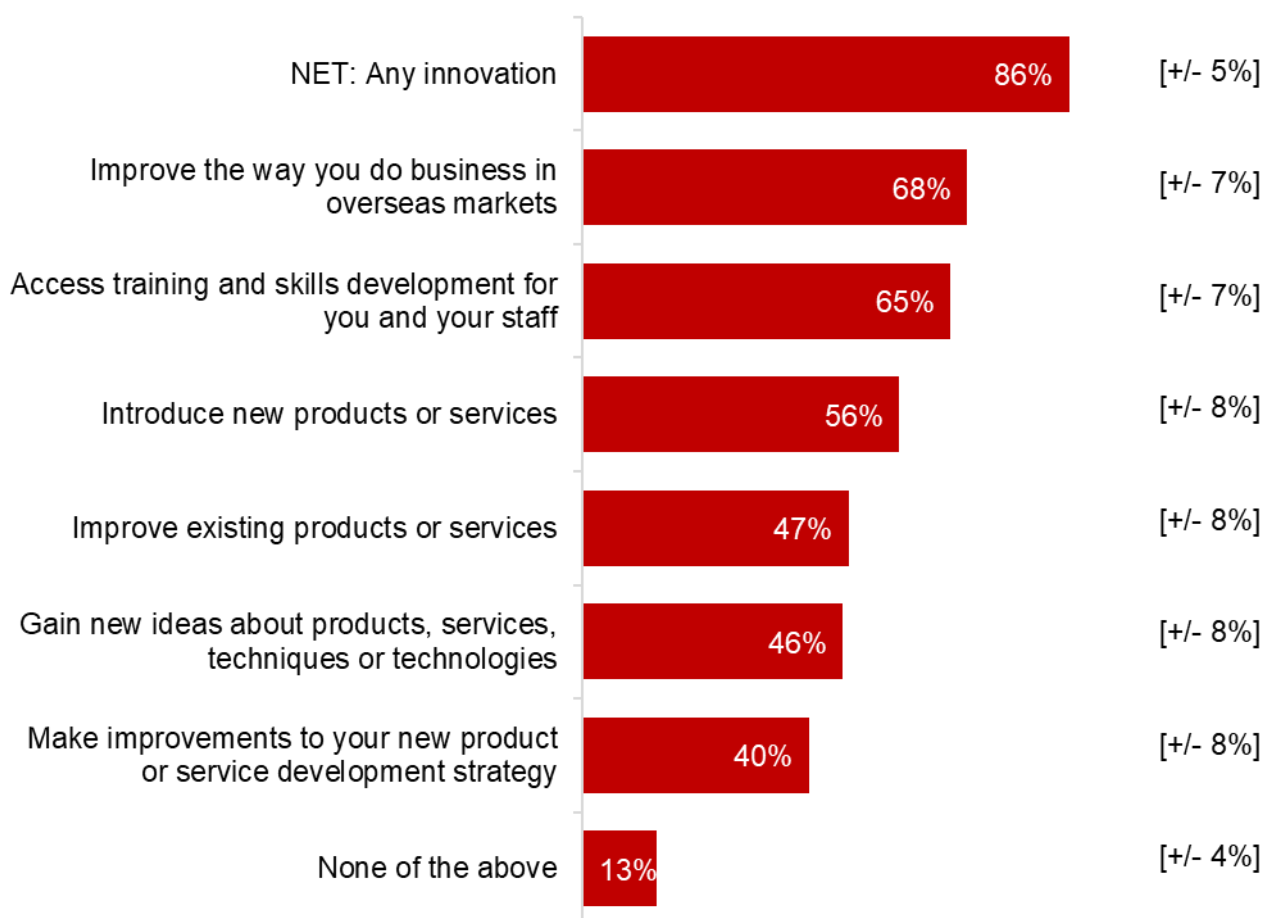 NET: Any innovation 86% [+/- 5%]
Improve the way you do business in
overseas markets 68% [+/- 7%]
Access training and skills development for
you and your staff 65% [+/- 7%]
Introduce new products or services 56% [+/- 8%]
Improve existing products or services 47% [+/- 8%]
Gain new ideas about products, services,
techniques or technologies 46% [+/- 8%]
Make improvements to your new product
or service development strategy 40% [+/- 8%]
None of the above 13% [+/- 4%]